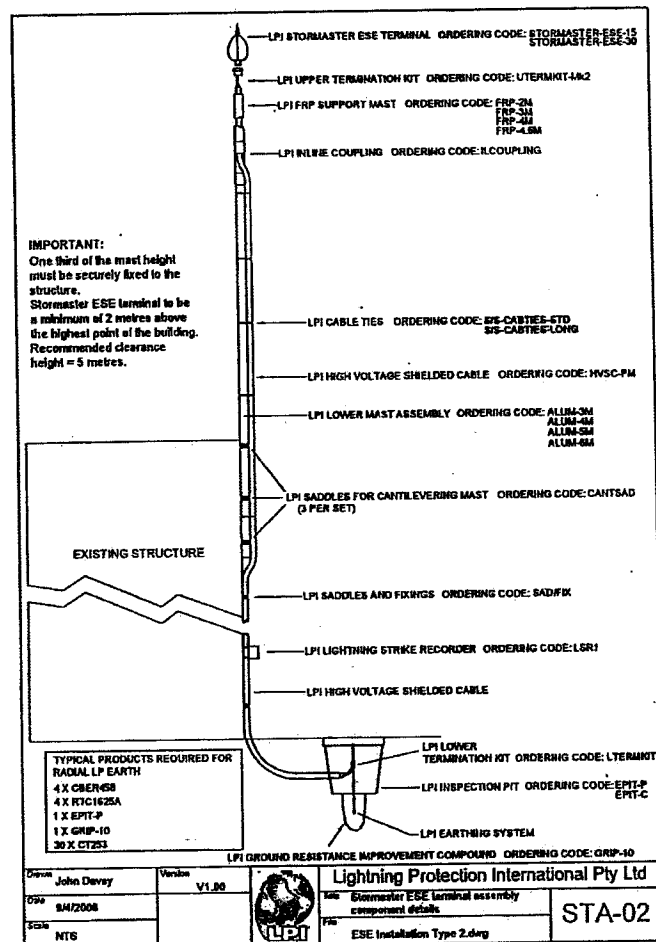 LPI STORMASTER ESE TERMINAL ORDERING CODE: STORMASTER-ESE-15
STORMASTER-ESE-30
LPI UPPER TERMINATION KIT ORDERING CODE: UTERMKIT-Mk2
LPI FRP SUPPORT MAST ORDERING CODE: FRP-2M
FRP-3M
FRP-4M
FRP-4.6M
LPI INLINE COUPLING ORDERING CODE: ILCOUPLING
IMPORTANT:
One third of the mast height
must be securely fixed to the
structure.
Stormaster ESE terminal to be
a minimum of 2 metres above
the highest point of the building.
Recommended clearance
height = 5 metres.
LPI CABLE TIES ORDERING CODE: S/S-CABTIES-STD
S/S-CABTIES-LONG
LPI HIGH VOLTAGE SHIELDED CABLE ORDERING CODE: HVSC-PM
LPI LOWER MAST ASSEMBLY ORDERING CODE: ALUM-3M
ALUM-4M
ALUM-5M
ALUM-6M
LPI SADDLES FOR CANTILEVERING MAST ORDERING CODE: CANTSAD
(3 PER SET)
EXISTING STRUCTURE
LPI SADDLES AND FIXINGS ORDERING CODE: SAD/FIX
LPI LIGHTNING STRIKE RECORDER ORDERING CODE: LSR1
LPI HIGH VOLTAGE SHIELDED CABLE
LPI LOWER
TERMINATION KIT ORDERING CODE: LTERMKIT
LPI INSPECTION PIT ORDERING CODE: EPIT-P
EPIT-C
LPI EARTHING SYSTEM
LPI GROUND RESISTANCE IMPROVEMENT COMPOUND ORDERING CODE: GRIP-10
TYPICAL PRODUCTS REQUIRED FOR
RADIAL LP EARTH
4 X CBER458
4 X RTC1625A
1 X EPIT-P
1 X GRIP-10
30 X CT253
Drawn John Davey
Version V1.00
Date 9/4/2008
Scale NTS
LPI
Lightning Protection International Pty Ltd
Title Stormaster ESE terminal assembly
component details
File ESE Installation Type 2.dwg
STA-02